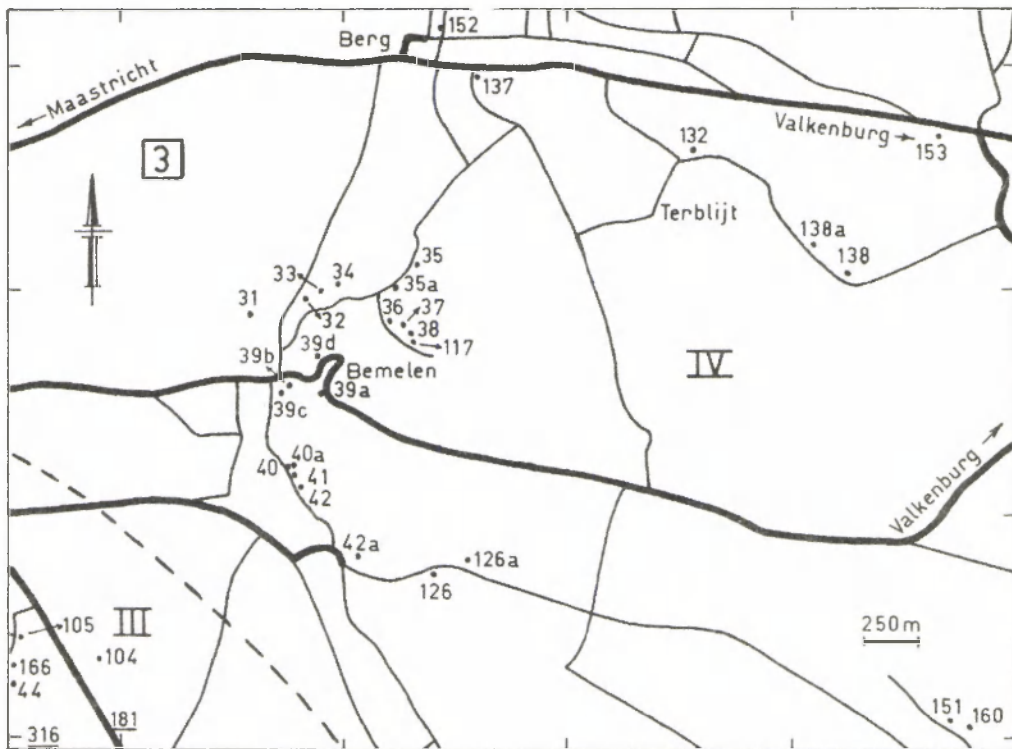 152
Berg
137
← Maastricht
Valkenburg →
153
3
132
Terblijt
138a
138
35
33
34
35a
31
32
36
37
38
117
39d
39b
Bemelen
39a
39c
IV
40a
40
41
42
Valkenburg
42a
126a
126
250 m
III
105
104
166
44
151
160
181
316